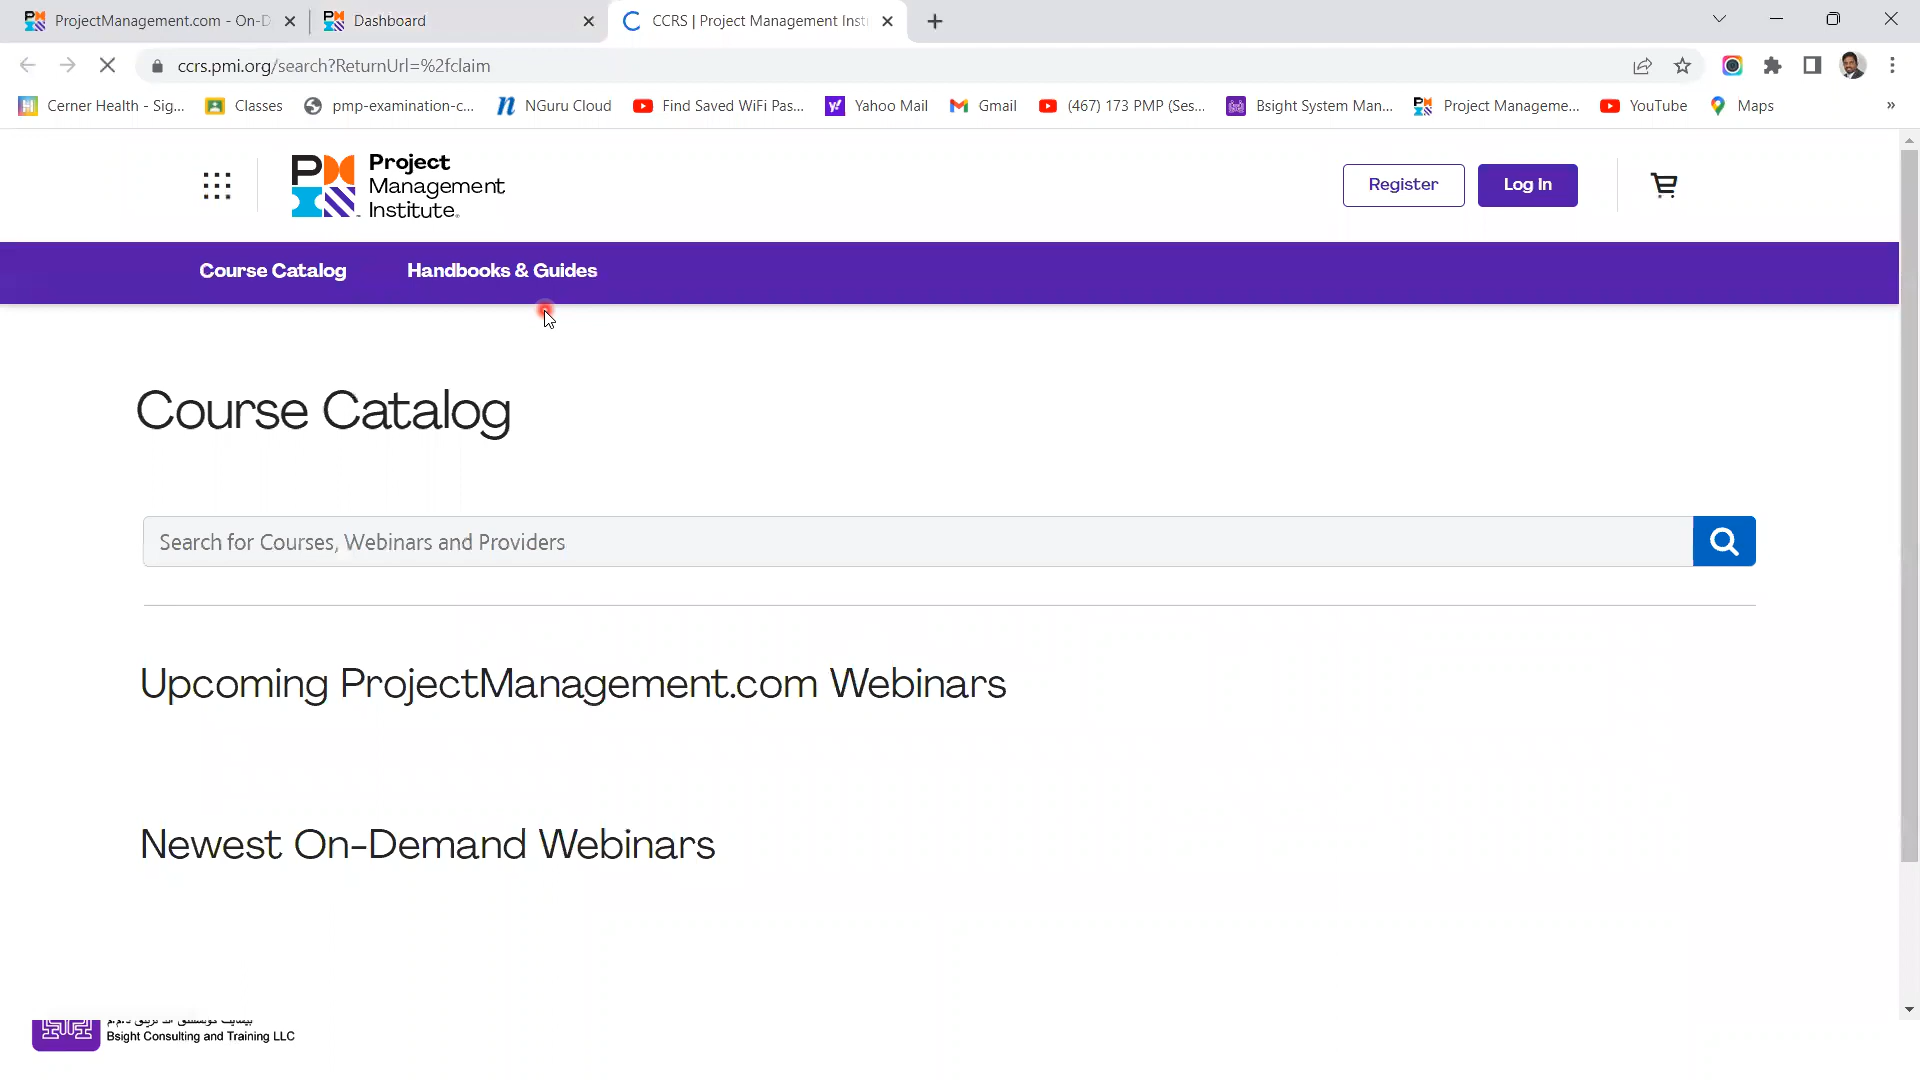 ProjectManagement.com - On-D
Dashboard
CCRS | Project Management Insti
ccrs.pmi.org/search?ReturnUrl=%2fclaim
Cerner Health - Sig...
Classes
pmp-examination-c...
NGuru Cloud
Find Saved WiFi Pas...
Yahoo Mail
Gmail
(467) 173 PMP (Ses...
Bsight System Man...
Project Manageme...
YouTube
Maps
»
Project
Management
Institute.
Register
Log In
Course Catalog
Handbooks & Guides
Course Catalog
Search for Courses, Webinars and Providers
Upcoming ProjectManagement.com Webinars
Newest On-Demand Webinars
Bsight Consulting and Training LLC